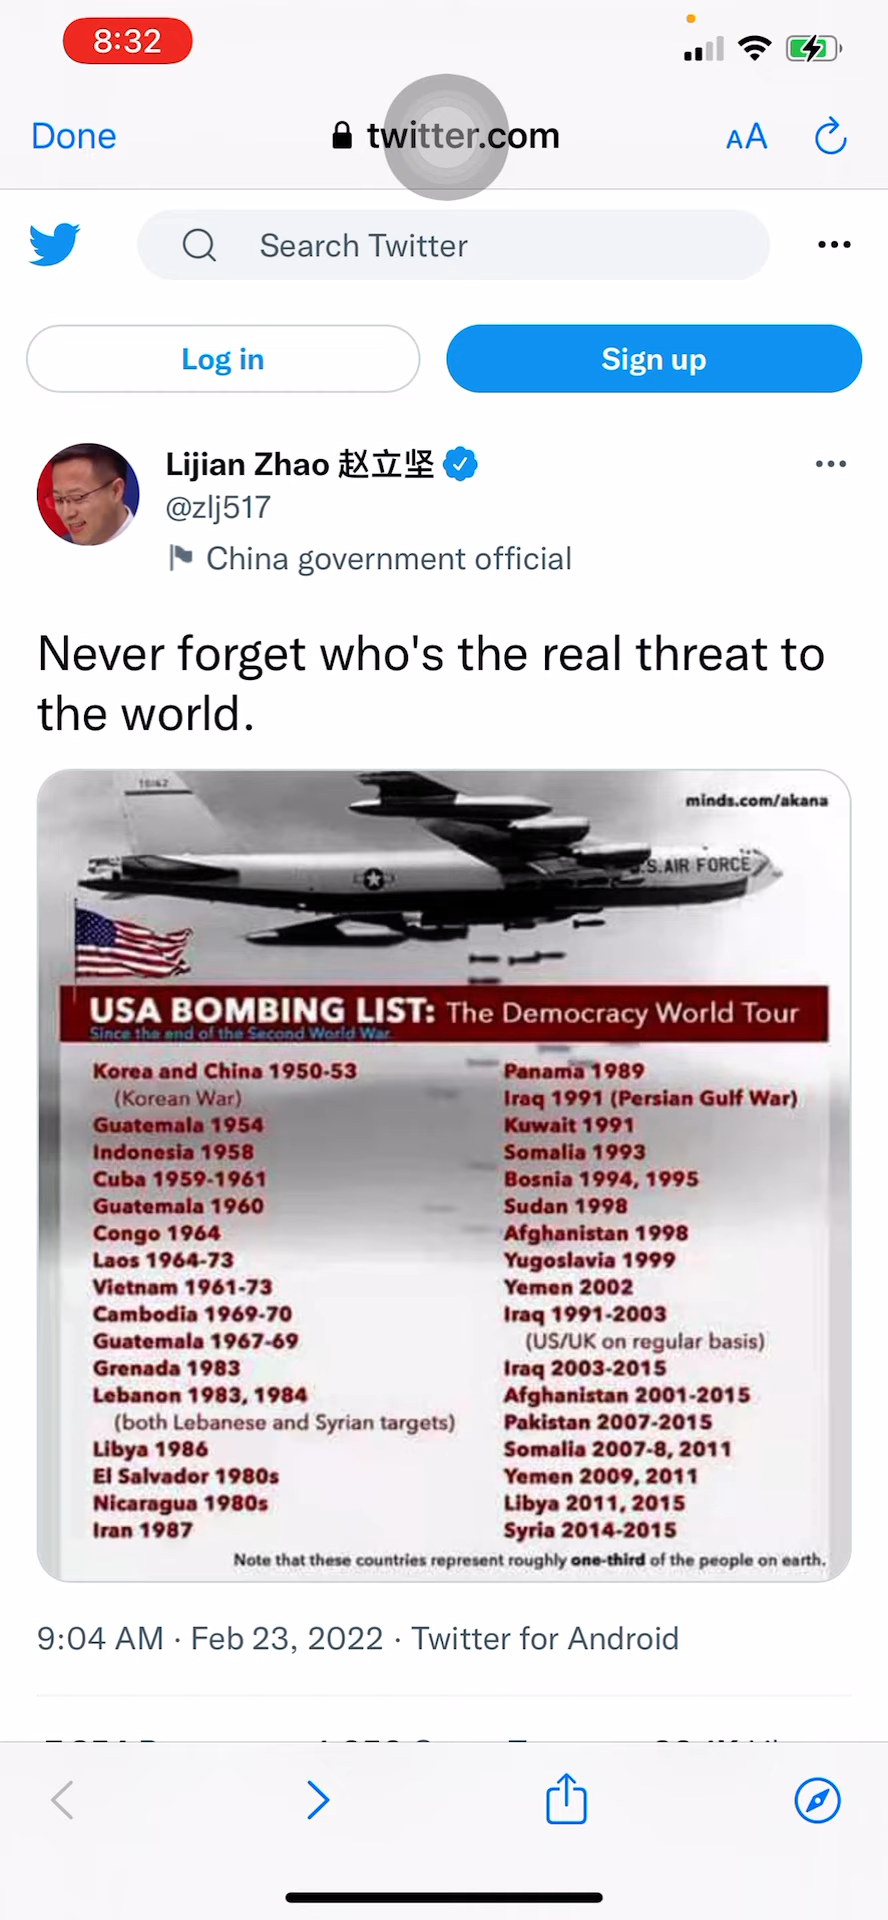 8:32
Done
twitter.com
AA
Search Twitter
Log in
Sign up
Lijian Zhao 赵立坚
@zlj517
China government official
Never forget who's the real threat to
the world.
minds.com/akana
U.S. AIR FORCE
USA BOMBING LIST: The Democracy World Tour
Since the end of the Second World War
Korea and China 1950-53
(Korean War)
Guatemala 1954
Indonesia 1958
Cuba 1959-1961
Guatemala 1960
Congo 1964
Laos 1964-73
Vietnam 1961-73
Cambodia 1969-70
Guatemala 1967-69
Grenada 1983
Lebanon 1983, 1984
(both Lebanese and Syrian targets)
Libya 1986
El Salvador 1980s
Nicaragua 1980s
Iran 1987
Panama 1989
Iraq 1991 (Persian Gulf War)
Kuwait 1991
Somalia 1993
Bosnia 1994, 1995
Sudan 1998
Afghanistan 1998
Yugoslavia 1999
Yemen 2002
Iraq 1991-2003
(US/UK on regular basis)
Iraq 2003-2015
Afghanistan 2001-2015
Pakistan 2007-2015
Somalia 2007-8, 2011
Yemen 2009, 2011
Libya 2011, 2015
Syria 2014-2015
Note that these countries represent roughly one-third of the people on earth.
9:04 AM · Feb 23, 2022 · Twitter for Android